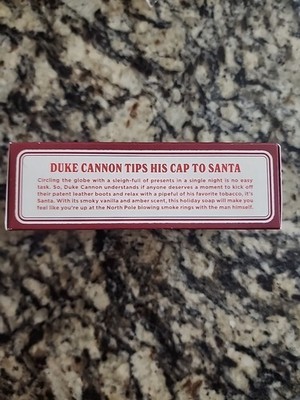 DUKE CANNON TIPS HIS CAP TO SANTA
Circling the globe with a sleigh-full of presents in a single night is no easy
task. So, Duke Cannon understands if anyone deserves a moment to kick off
their patent leather boots and relax with a pipeful of his favorite tobacco, it's
Santa. With its smoky vanilla and amber scent, this holiday soap will make you
feel like you're up at the North Pole blowing smoke rings with the man himself.